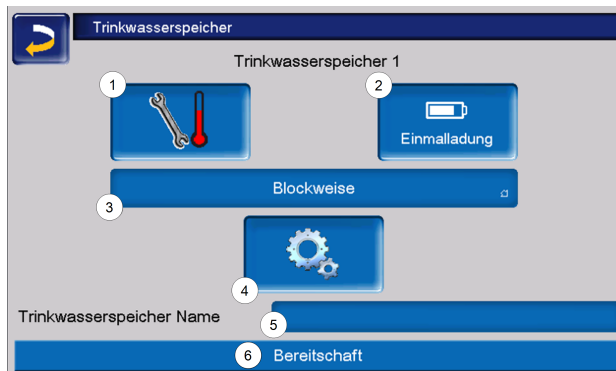 Trinkwasserspeicher
Trinkwasserspeicher 1
1
2
Einmalladung
Blockweise
3
4
Trinkwasserspeicher Name
5
6 Bereitschaft